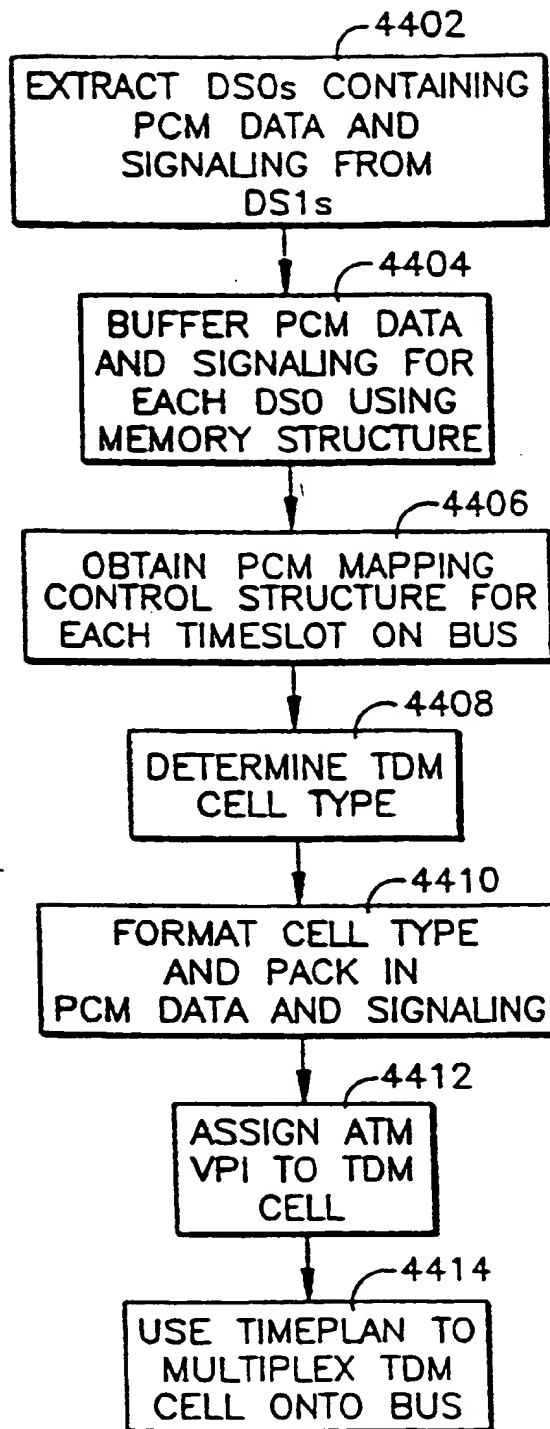 4402
EXTRACT DS0s CONTAINING
PCM DATA AND
SIGNALING FROM
DS1s
4404
BUFFER PCM DATA
AND SIGNALING FOR
EACH DS0 USING
MEMORY STRUCTURE
4406
OBTAIN PCM MAPPING
CONTROL STRUCTURE FOR
EACH TIMESLOT ON BUS
4408
DETERMINE TDM
CELL TYPE
4410
FORMAT CELL TYPE
AND PACK IN
PCM DATA AND SIGNALING
4412
ASSIGN ATM
VPI TO TDM
CELL
4414
USE TIMEPLAN TO
MULTIPLEX TDM
CELL ONTO BUS